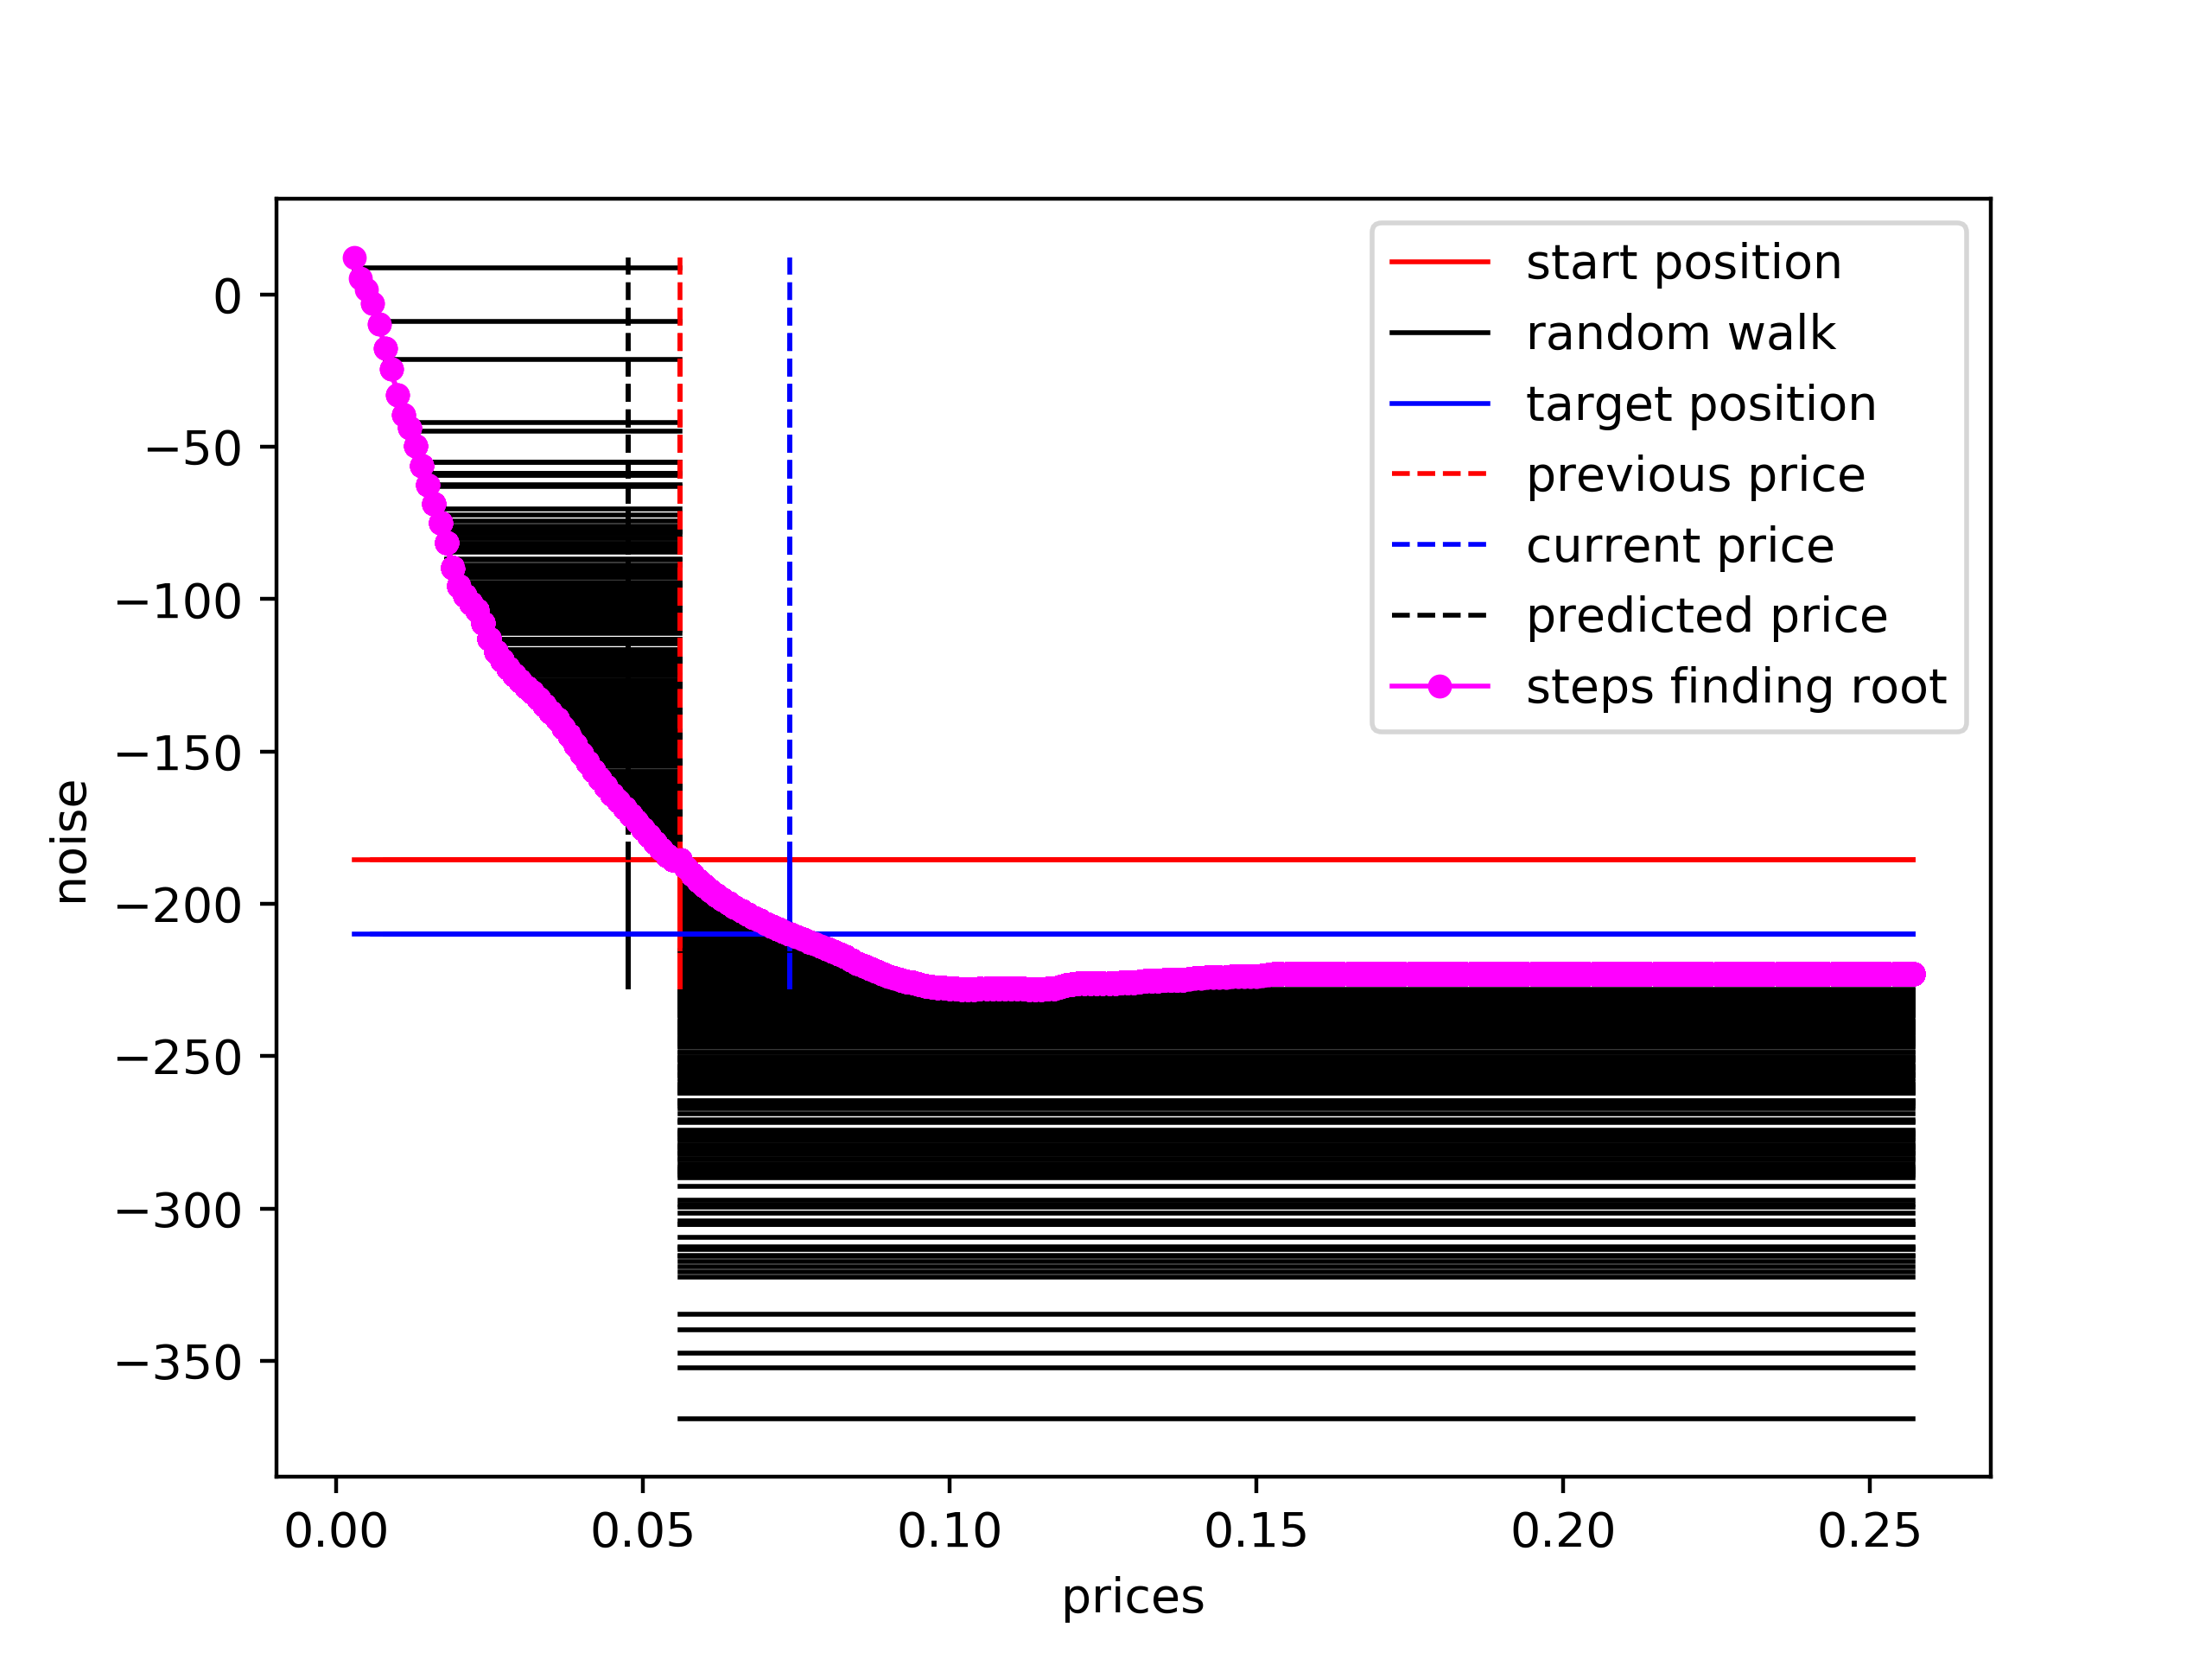 start position
random walk
target position
previous price
current price
predicted price
steps finding root
0
−50
−100
−150
−200
−250
−300
−350
noise
0.00 0.05 0.10 0.15 0.20 0.25
prices